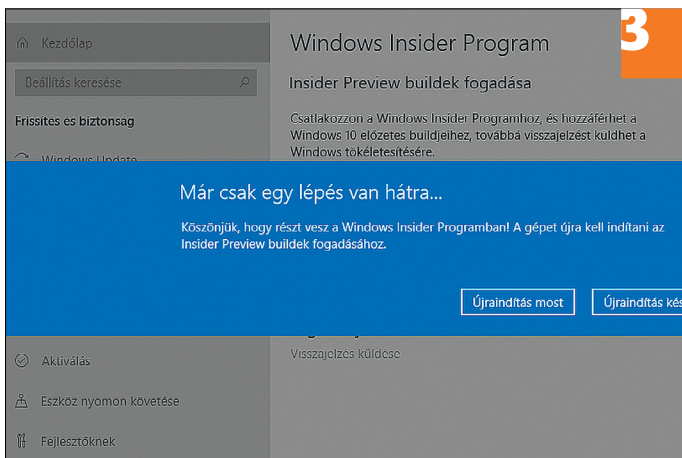 3
Kezdőlap
Beállítás keresése
Frissítés és biztonság
Windows Update
Windows Insider Program
Insider Preview buildek fogadása
Csatlakozzon a Windows Insider Programhoz, és hozzáférhet a
Windows 10 előzetes buildjeihez, továbbá visszajelzést küldhet a
Windows tökéletesítésére.
Már csak egy lépés van hátra...
Köszönjük, hogy részt vesz a Windows Insider Programban! A gépet újra kell indítani az
Insider Preview buildek fogadásához.
Újraindítás most
Újraindítás kés
Visszajelzés küldése
Aktiválás
Eszköz nyomon követése
Fejlesztőknek